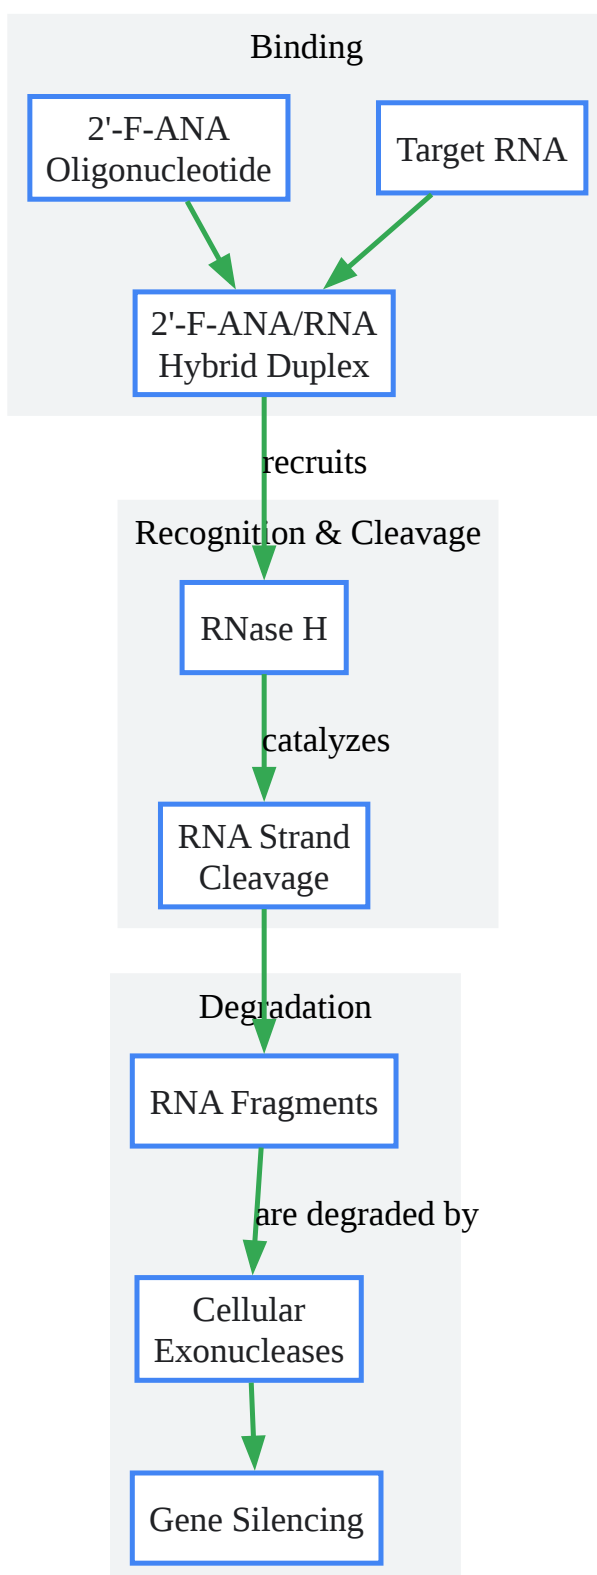 Binding
2'-F-ANA
Oligonucleotide
Target RNA
2'-F-ANA/RNA
Hybrid Duplex
recruits
Recognition & Cleavage
RNase H
catalyzes
RNA Strand
Cleavage
Degradation
RNA Fragments
are degraded by
Cellular
Exonucleases
Gene Silencing